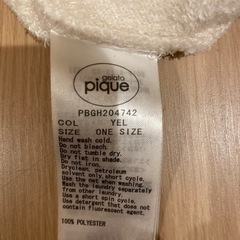 gelato
pique
PBGH204742
COL YEL
SIZE ONE SIZE
Hand wash cold.
Do not bleach.
Do not tumble dry.
Dry flat in shade.
Do not iron.
Dryclean, petroleum
solvent only, short cycle.
Use the net when washing.
Wash the laundry separately
from other laundry.
Use a short spin cycle.
Use detergent that does not
contain fluorescent agent.
100% POLYESTER